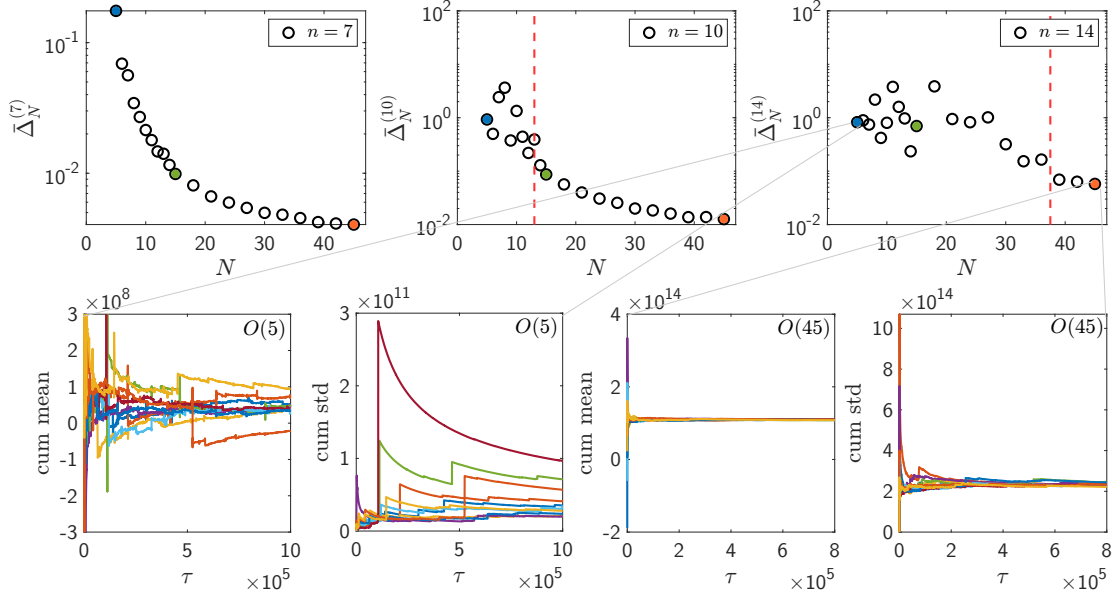 n = 7
10^{-1}
10^{-2}
\bar{Δ}_N^{(7)}
0 10 20 30 40
N
n = 10
10^2
10^0
10^{-2}
\bar{Δ}_N^{(10)}
0 10 20 30 40
N
n = 14
10^2
10^0
10^{-2}
\bar{Δ}_N^{(14)}
0 10 20 30 40
N
×10^8
O(5)
3
2
1
0
-1
-2
-3
cum mean
0 5 10
τ ×10^5
×10^{11}
O(5)
3
2
1
0
cum std
0 5 10
τ ×10^5
×10^{14}
O(45)
4
2
0
-2
cum mean
0 2 4 6 8
τ ×10^5
×10^{14}
O(45)
10
8
6
4
2
0
cum std
0 2 4 6 8
τ ×10^5